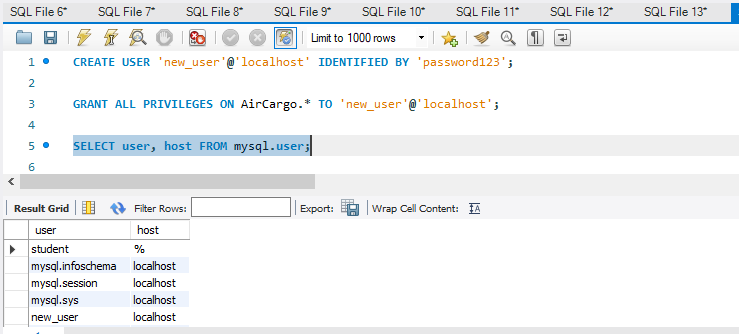 SQL File 6* SQL File 7* SQL File 8* SQL File 9* SQL File 10* SQL File 11* SQL File 12* SQL File 13*
Limit to 1000 rows
1 CREATE USER 'new_user'@'localhost' IDENTIFIED BY 'password123';
2
3 GRANT ALL PRIVILEGES ON AirCargo.* TO 'new_user'@'localhost';
4
5 SELECT user, host FROM mysql.user;
6
Result Grid Filter Rows: Export: Wrap Cell Content: IA
user host
student %
mysql.infoschema localhost
mysql.session localhost
mysql.sys localhost
new_user localhost